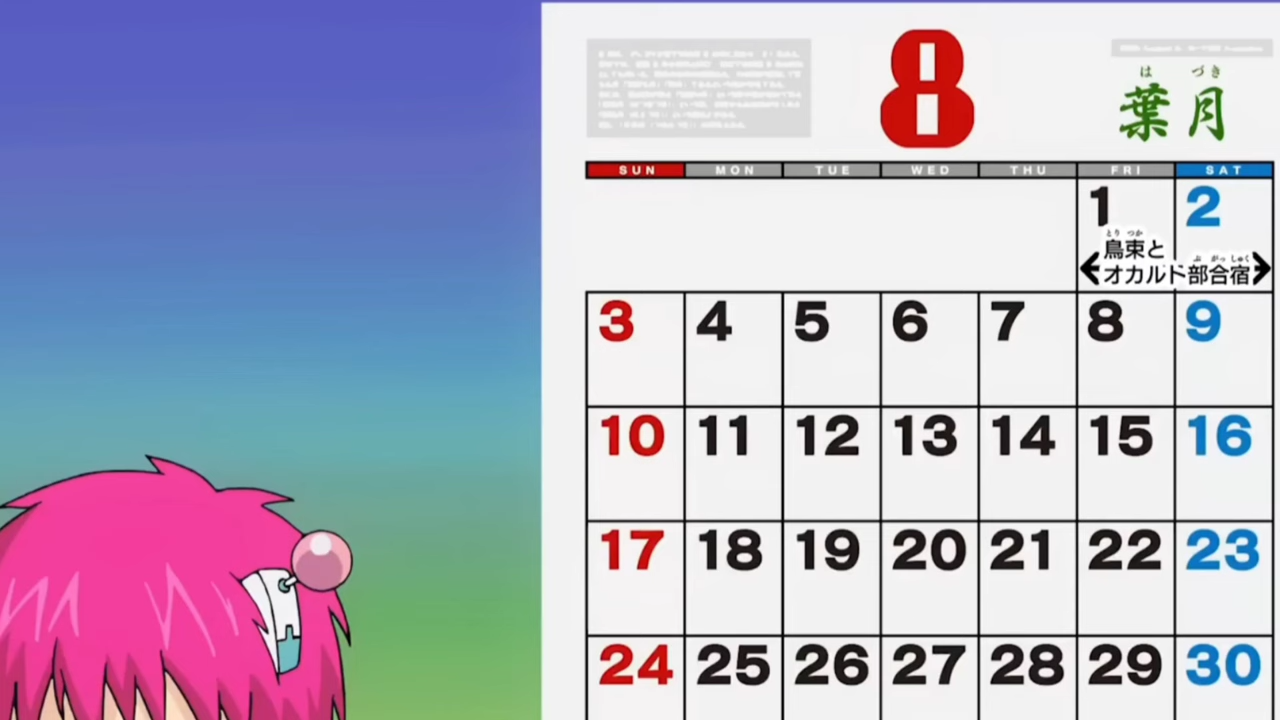 8
はづき
葉月
SUN MON TUE WED THU FRI SAT
1 2
とりつか
鳥束と
ぶがっしゅく
オカルト部合宿
3 4 5 6 7 8 9
10 11 12 13 14 15 16
17 18 19 20 21 22 23
24 25 26 27 28 29 30